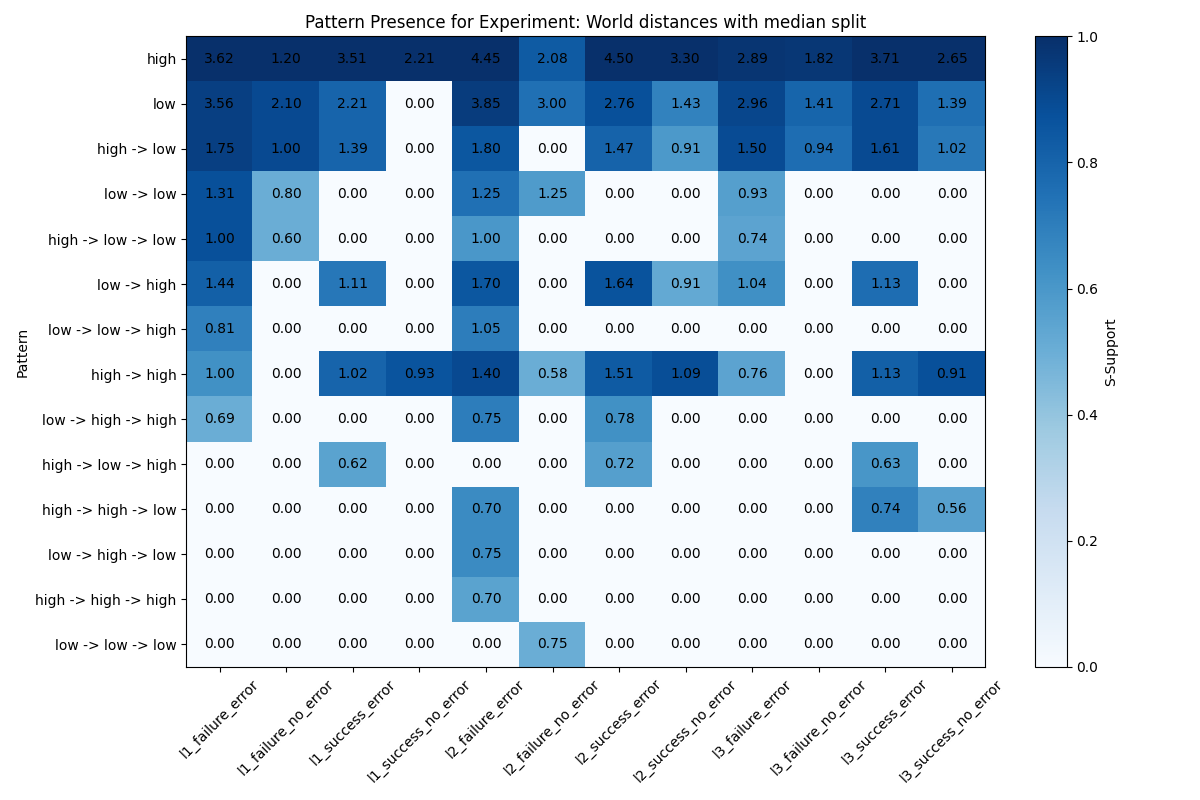 Pattern Presence for Experiment: World distances with median split
Pattern
high 3.62 1.20 3.51 2.21 4.45 2.08 4.50 3.30 2.89 1.82 3.71 2.65
low 3.56 2.10 2.21 0.00 3.85 3.00 2.76 1.43 2.96 1.41 2.71 1.39
high -> low 1.75 1.00 1.39 0.00 1.80 0.00 1.47 0.91 1.50 0.94 1.61 1.02
low -> low 1.31 0.80 0.00 0.00 1.25 1.25 0.00 0.00 0.93 0.00 0.00 0.00
high -> low -> low 1.00 0.60 0.00 0.00 1.00 0.00 0.00 0.00 0.74 0.00 0.00 0.00
low -> high 1.44 0.00 1.11 0.00 1.70 0.00 1.64 0.91 1.04 0.00 1.13 0.00
low -> low -> high 0.81 0.00 0.00 0.00 1.05 0.00 0.00 0.00 0.00 0.00 0.00 0.00
high -> high 1.00 0.00 1.02 0.93 1.40 0.58 1.51 1.09 0.76 0.00 1.13 0.91
low -> high -> high 0.69 0.00 0.00 0.00 0.75 0.00 0.78 0.00 0.00 0.00 0.00 0.00
high -> low -> high 0.00 0.00 0.62 0.00 0.00 0.00 0.72 0.00 0.00 0.00 0.63 0.00
high -> high -> low 0.00 0.00 0.00 0.00 0.70 0.00 0.00 0.00 0.00 0.00 0.74 0.56
low -> high -> low 0.00 0.00 0.00 0.00 0.75 0.00 0.00 0.00 0.00 0.00 0.00 0.00
high -> high -> high 0.00 0.00 0.00 0.00 0.70 0.00 0.00 0.00 0.00 0.00 0.00 0.00
low -> low -> low 0.00 0.00 0.00 0.00 0.00 0.75 0.00 0.00 0.00 0.00 0.00 0.00
l1_failure_error
l1_failure_no_error
l1_success_error
l1_success_no_error
l2_failure_error
l2_failure_no_error
l2_success_error
l2_success_no_error
l3_failure_error
l3_failure_no_error
l3_success_error
l3_success_no_error
1.0
0.8
0.6
0.4
0.2
0.0
S-Support